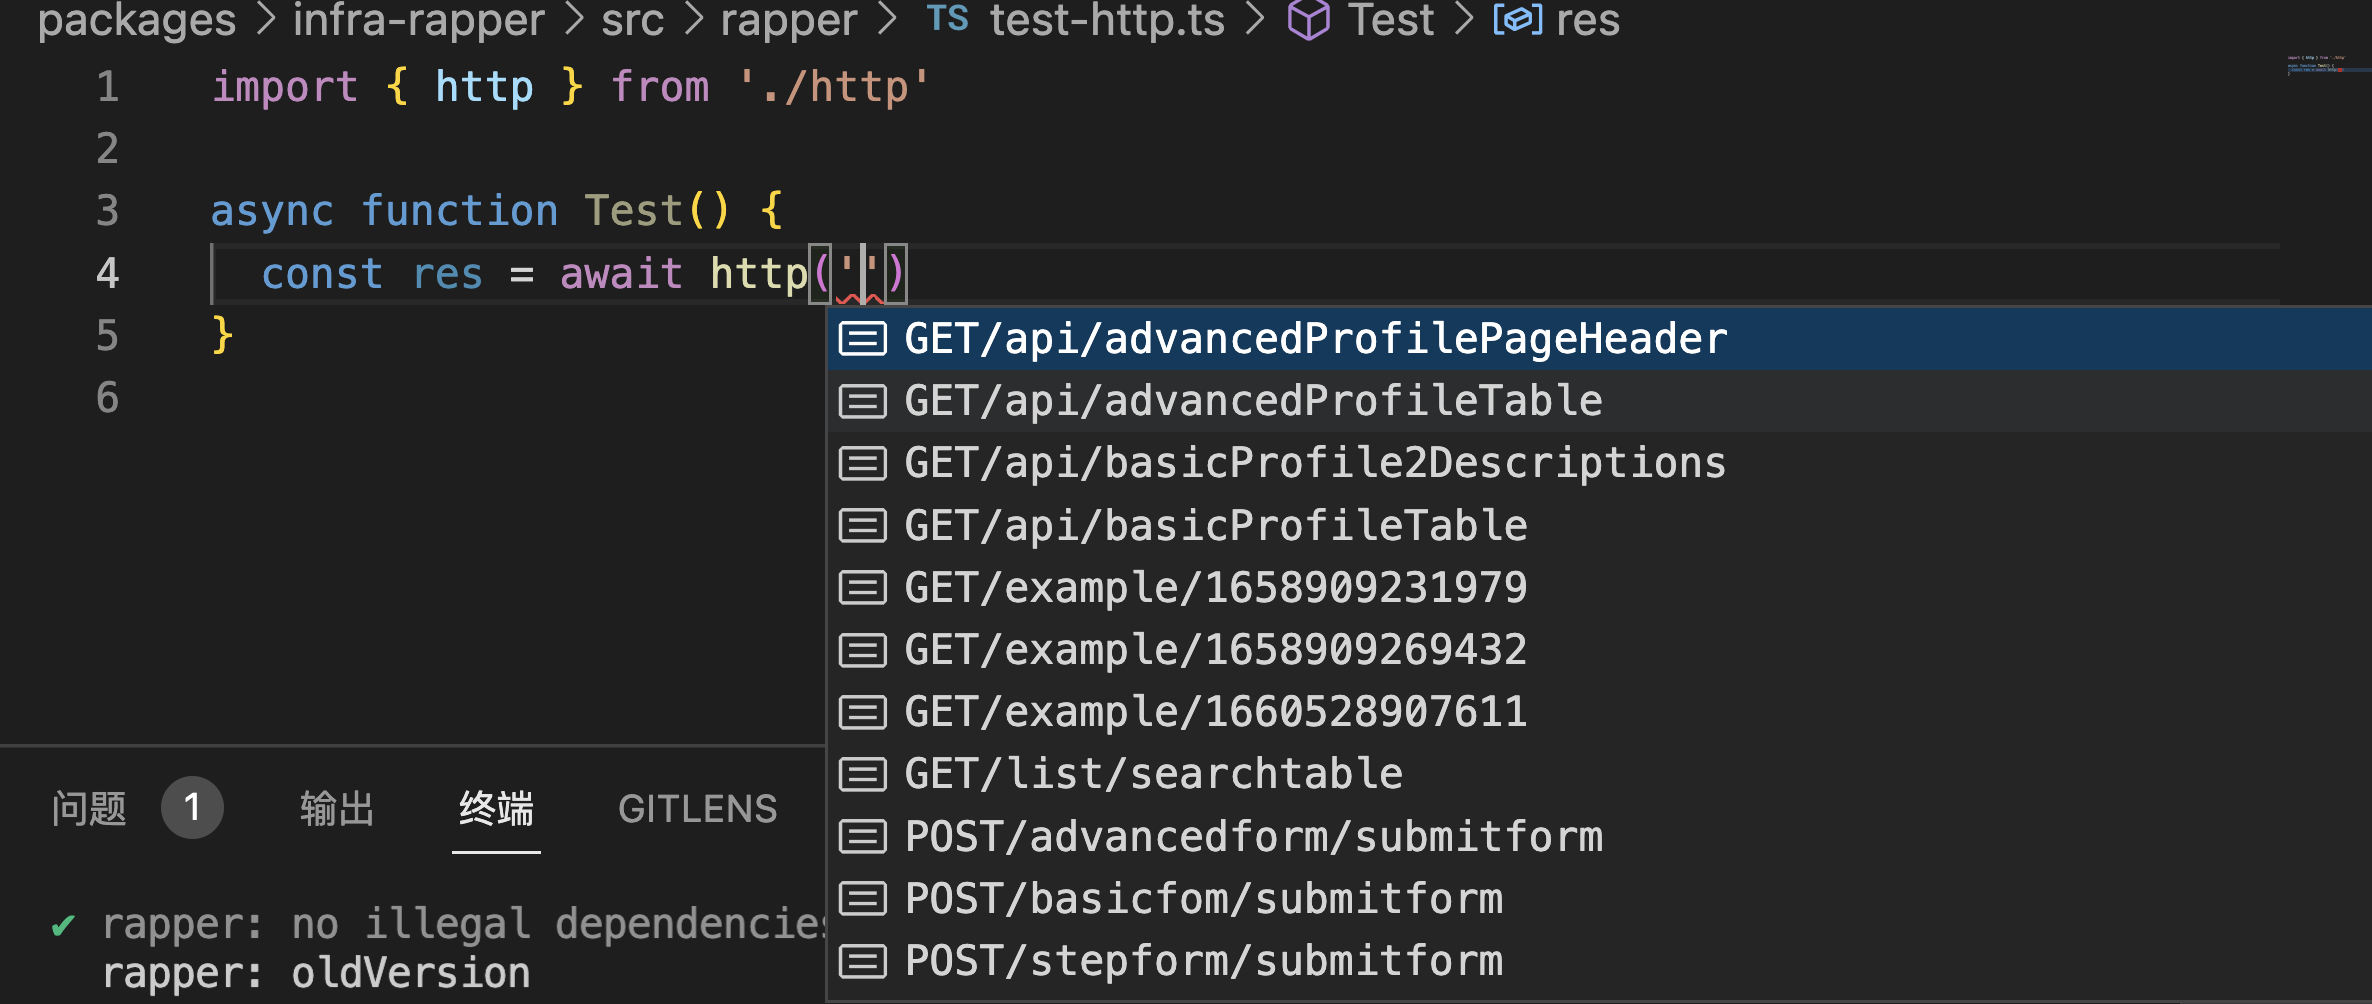 packages > infra-rapper > src > rapper > TS test-http.ts > Test > res
1 import { http } from './http'
2
3 async function Test() {
4 const res = await http('')
5 }
6
GET/api/advancedProfilePageHeader
GET/api/advancedProfileTable
GET/api/basicProfile2Descriptions
GET/api/basicProfileTable
GET/example/1658909231979
GET/example/1658909269432
GET/example/1660528907611
GET/list/searchtable
POST/advancedform/submitform
POST/basicfom/submitform
POST/stepform/submitform
问题 1 输出 终端 GITLENS
✔ rapper: no illegal dependencies
rapper: oldVersion